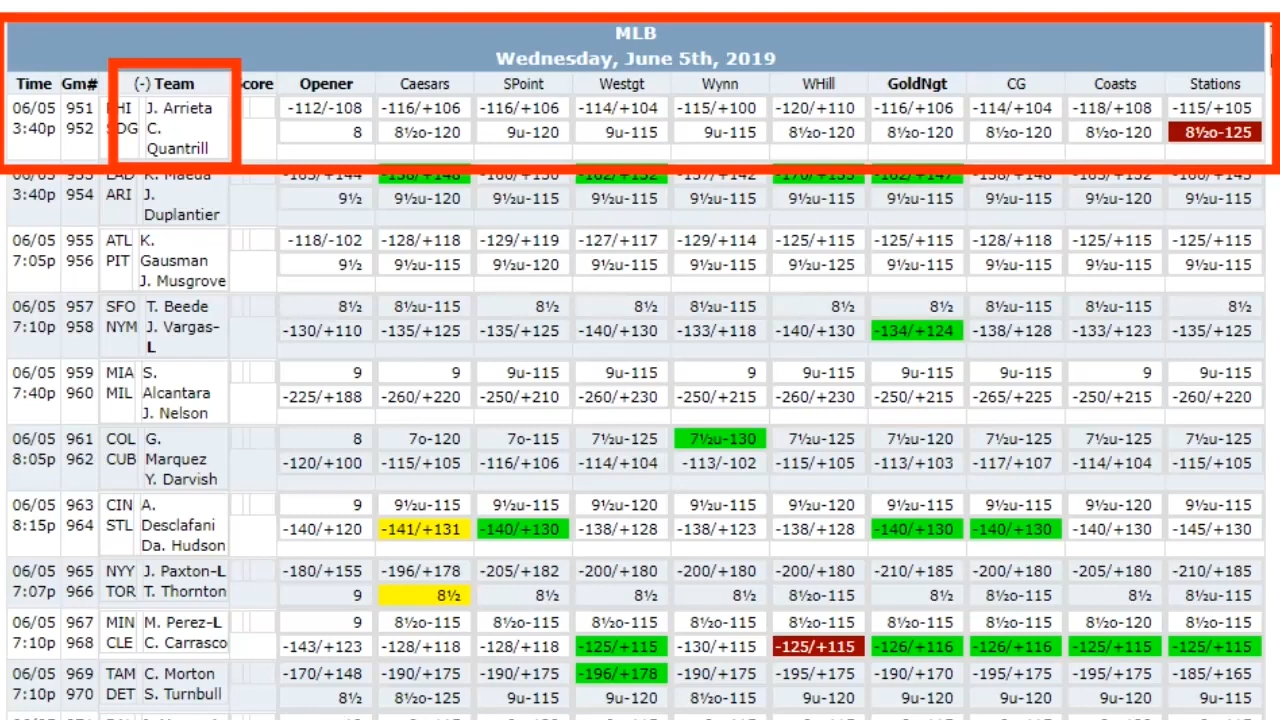 MLB
Wednesday, June 5th, 2019
Time Gm# (-) Team core Opener Caesars SPoint Westgt Wynn WHill GoldNgt CG Coasts Stations
06/05 951 HI J. Arrieta -112/-108 -116/+106 -116/+106 -114/+104 -115/+100 -120/+110 -116/+106 -114/+104 -118/+108 -115/+105
3:40p 952 C. 8 8½o-120 9u-120 9u-115 9u-115 8½o-120 8½o-120 8½o-120 8½o-120 8½o-125
Quantrill
3:40p 954 ARI J. 9½ 9½u-120 9½u-115 9½u-115 9½u-115 9½u-115 9½u-115 9½u-115 9½u-115 9½u-115
Duplantier
06/05 955 ATL K. -118/-102 -128/+118 -129/+119 -127/+117 -129/+114 -125/+115 -125/+115 -128/+118 -125/+115 -125/+115
7:05p 956 PIT Gausman 9½ 9½u-115 9½u-120 9½u-115 9½u-115 9½u-125 9½u-115 9½u-115 9½u-115 9½u-115
J. Musgrove
06/05 957 SFO T. Beede 8½ 8½u-115 8½ 8½ 8½u-115 8½ 8½ 8½u-115 8½u-115 8½
7:10p 958 NYM J. Vargas- -130/+110 -135/+125 -135/+125 -140/+130 -133/+118 -140/+130 -134/+124 -138/+128 -133/+123 -135/+125
L
06/05 959 MIA S. 9 9 9u-115 9u-115 9 9u-115 9u-115 9u-115 9 9u-115
7:40p 960 MIL Alcantara -225/+188 -260/+220 -250/+210 -260/+230 -250/+215 -260/+230 -250/+215 -265/+225 -250/+215 -260/+220
J. Nelson
06/05 961 COL G. 8 7o-120 7o-115 7½u-125 7½u-130 7½u-125 7½u-120 7½u-125 7½u-125 7½u-125
8:05p 962 CUB Marquez -120/+100 -115/+105 -116/+106 -114/+104 -113/-102 -115/+105 -113/+103 -117/+107 -114/+104 -115/+105
Y. Darvish
06/05 963 CIN A. 9 9½u-115 9½u-120 9½u-115 9½u-115 9½u-120 9½u-115 9½u-115 9½u-120 9½u-115
8:15p 964 STL Desclafani -140/+120 -141/+131 -140/+130 -138/+128 -138/+123 -138/+128 -140/+130 -140/+130 -140/+130 -145/+130
Da. Hudson
06/05 965 NYY J. Paxton-L -180/+155 -196/+178 -205/+182 -200/+180 -200/+180 -200/+180 -210/+185 -200/+180 -205/+180 -210/+185
7:07p 966 TOR T. Thornton 9 8½ 8½ 8½ 8½ 8½o-115 8½ 8½o-115 8½ 8½u-115
06/05 967 MIN M. Perez-L 9 8½o-115 8½o-115 8½o-115 8½o-115 8½o-115 8½o-115 8½o-115 8½o-115 8½o-120
7:10p 968 CLE C. Carrasco -143/+123 -128/+118 -128/+118 -125/+115 -130/+115 -125/+115 -126/+116 -126/+116 -125/+115 -125/+115
06/05 969 TAM C. Morton -170/+148 -190/+175 -190/+175 -196/+178 -190/+175 -195/+175 -190/+170 -195/+175 -190/+175 -185/+165
7:10p 970 DET S. Turnbull 8½ 8½o-125 9u-115 9u-120 8½o-115 9u-115 9u-120 9u-120 9u-120 9u-115